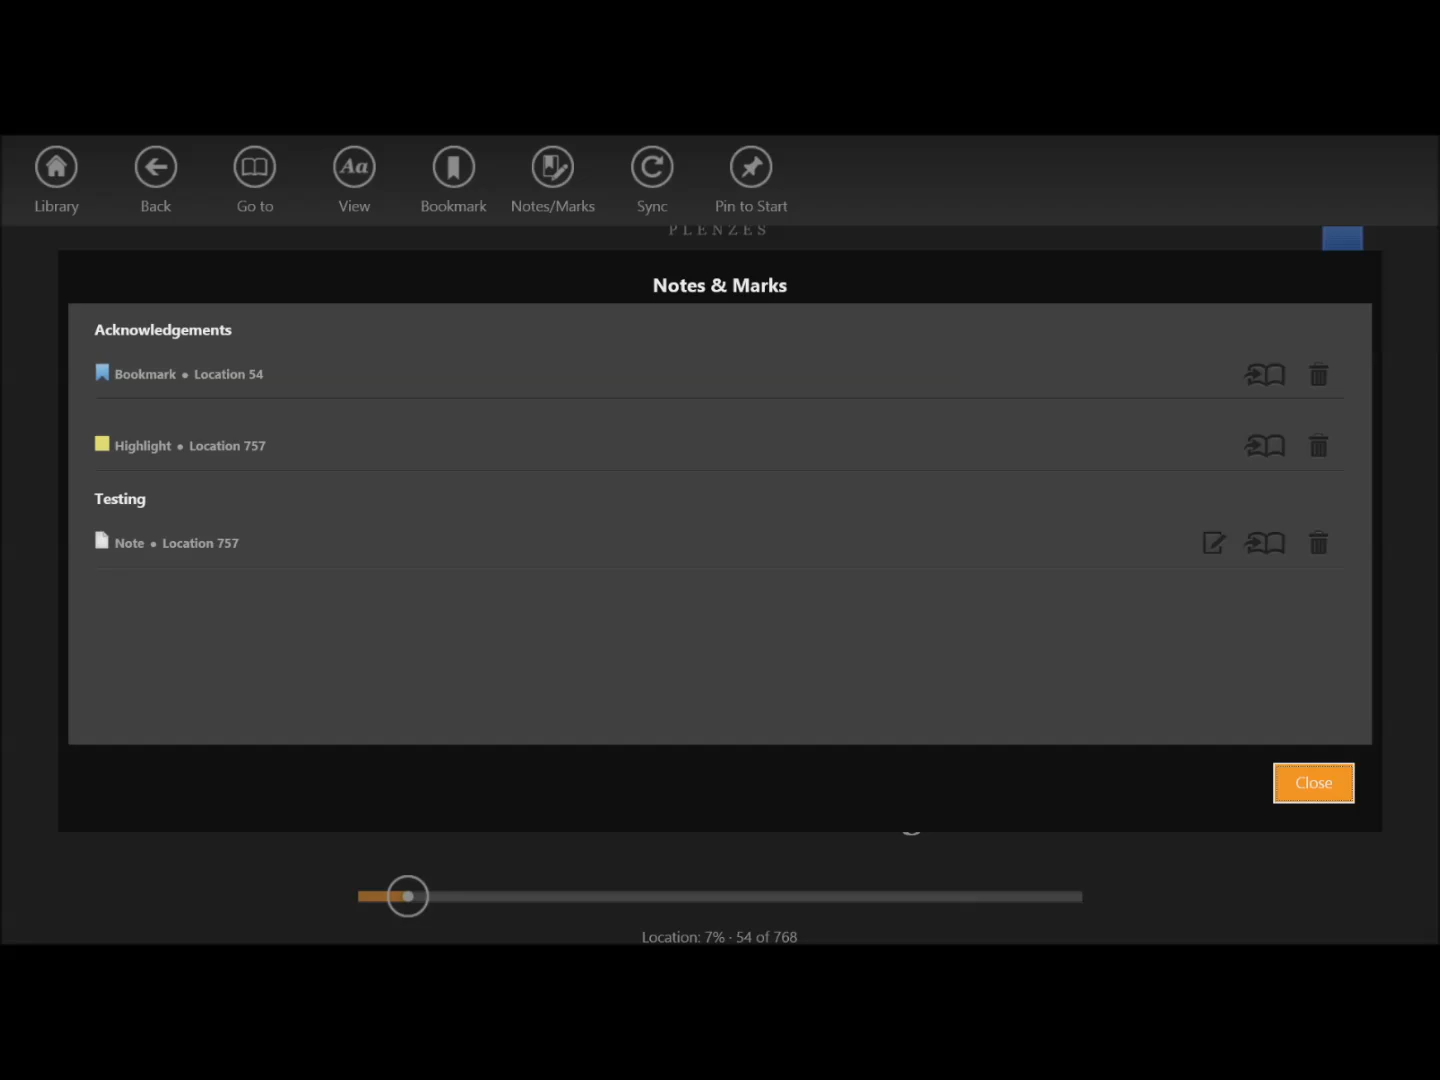 Library
Back
Go to
Aa
View
Bookmark
Notes/Marks
Sync
Pin to Start
PLENZES
Notes & Marks
Acknowledgements
Bookmark • Location 54
Highlight • Location 757
Testing
Note • Location 757
Close
Location: 7% · 54 of 768